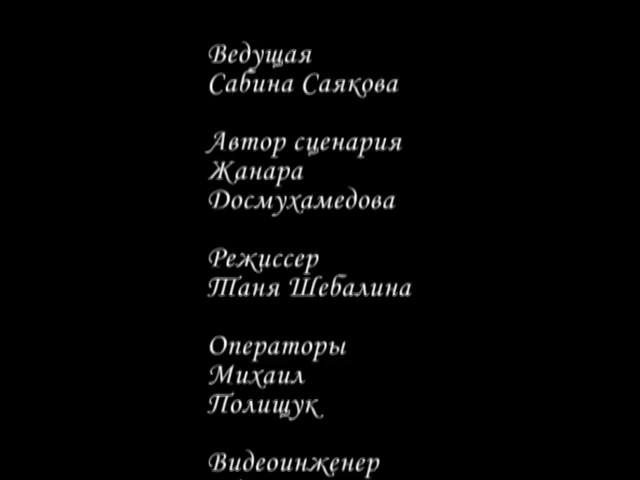 Ведущая
Сабина Саякова
Автор сценария
Жанара
Досмухамедова
Режиссер
Таня Шебалина
Операторы
Михаил
Полищук
Видеоинженер